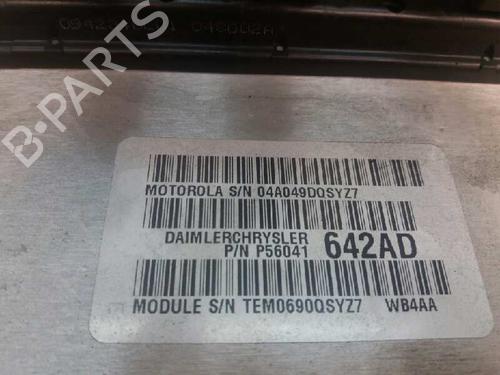 B-PARTS
MOTOROLA S/N 04A049DQSYZ7
DAIMLERCHRYSLER
P/N P56041 642AD
MODULE S/N TEM0690QSYZ7 WB4AA